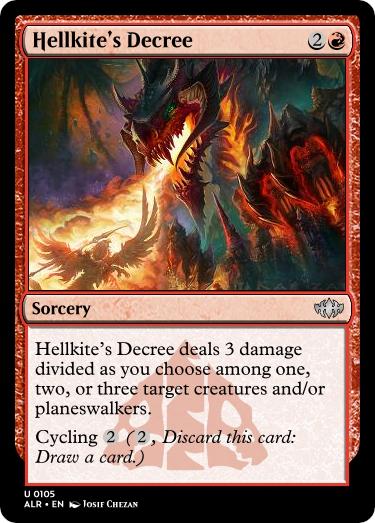 Hellkite's Decree 2
Sorcery
Hellkite's Decree deals 3 damage
divided as you choose among one,
two, or three target creatures and/or
planeswalkers.
Cycling 2 ( 2, Discard this card:
Draw a card.)
U 0105
ALR • EN Josif Chezan